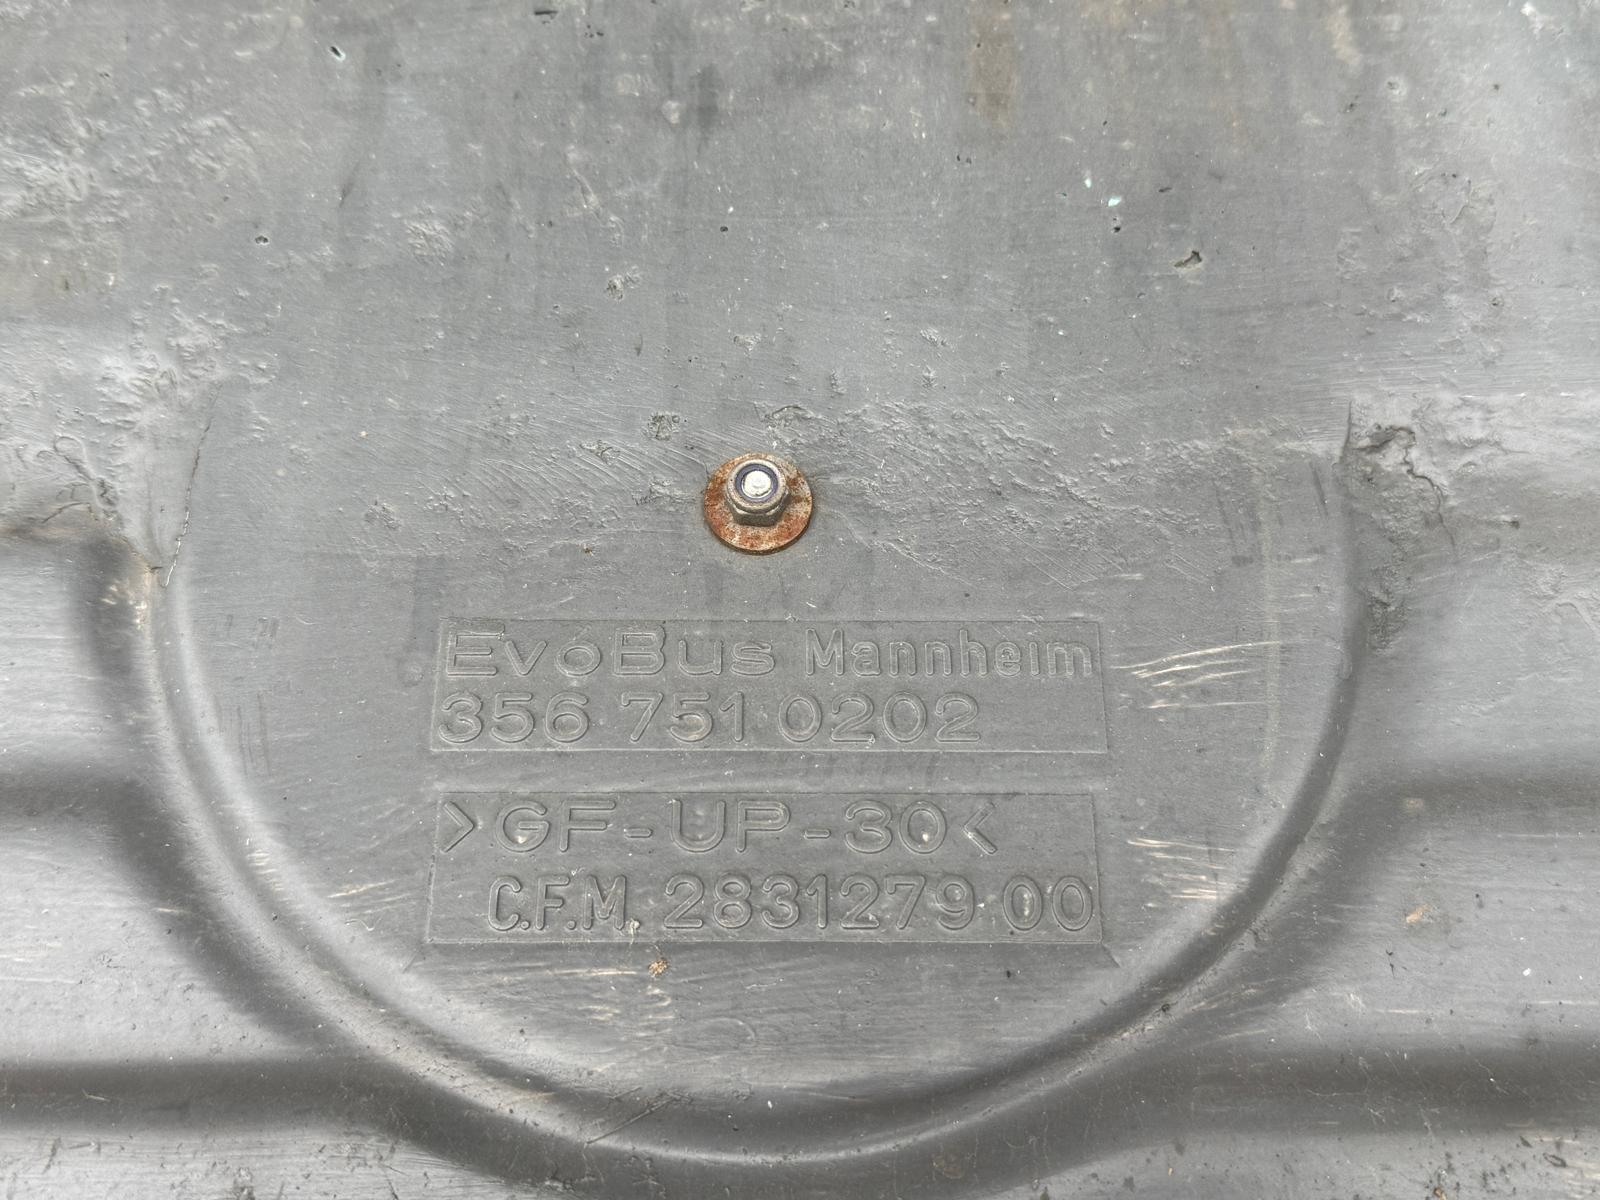 EvoBus Mannheim
356 751 0202
>GF-UP-30<
C.F.M. 2831279 00